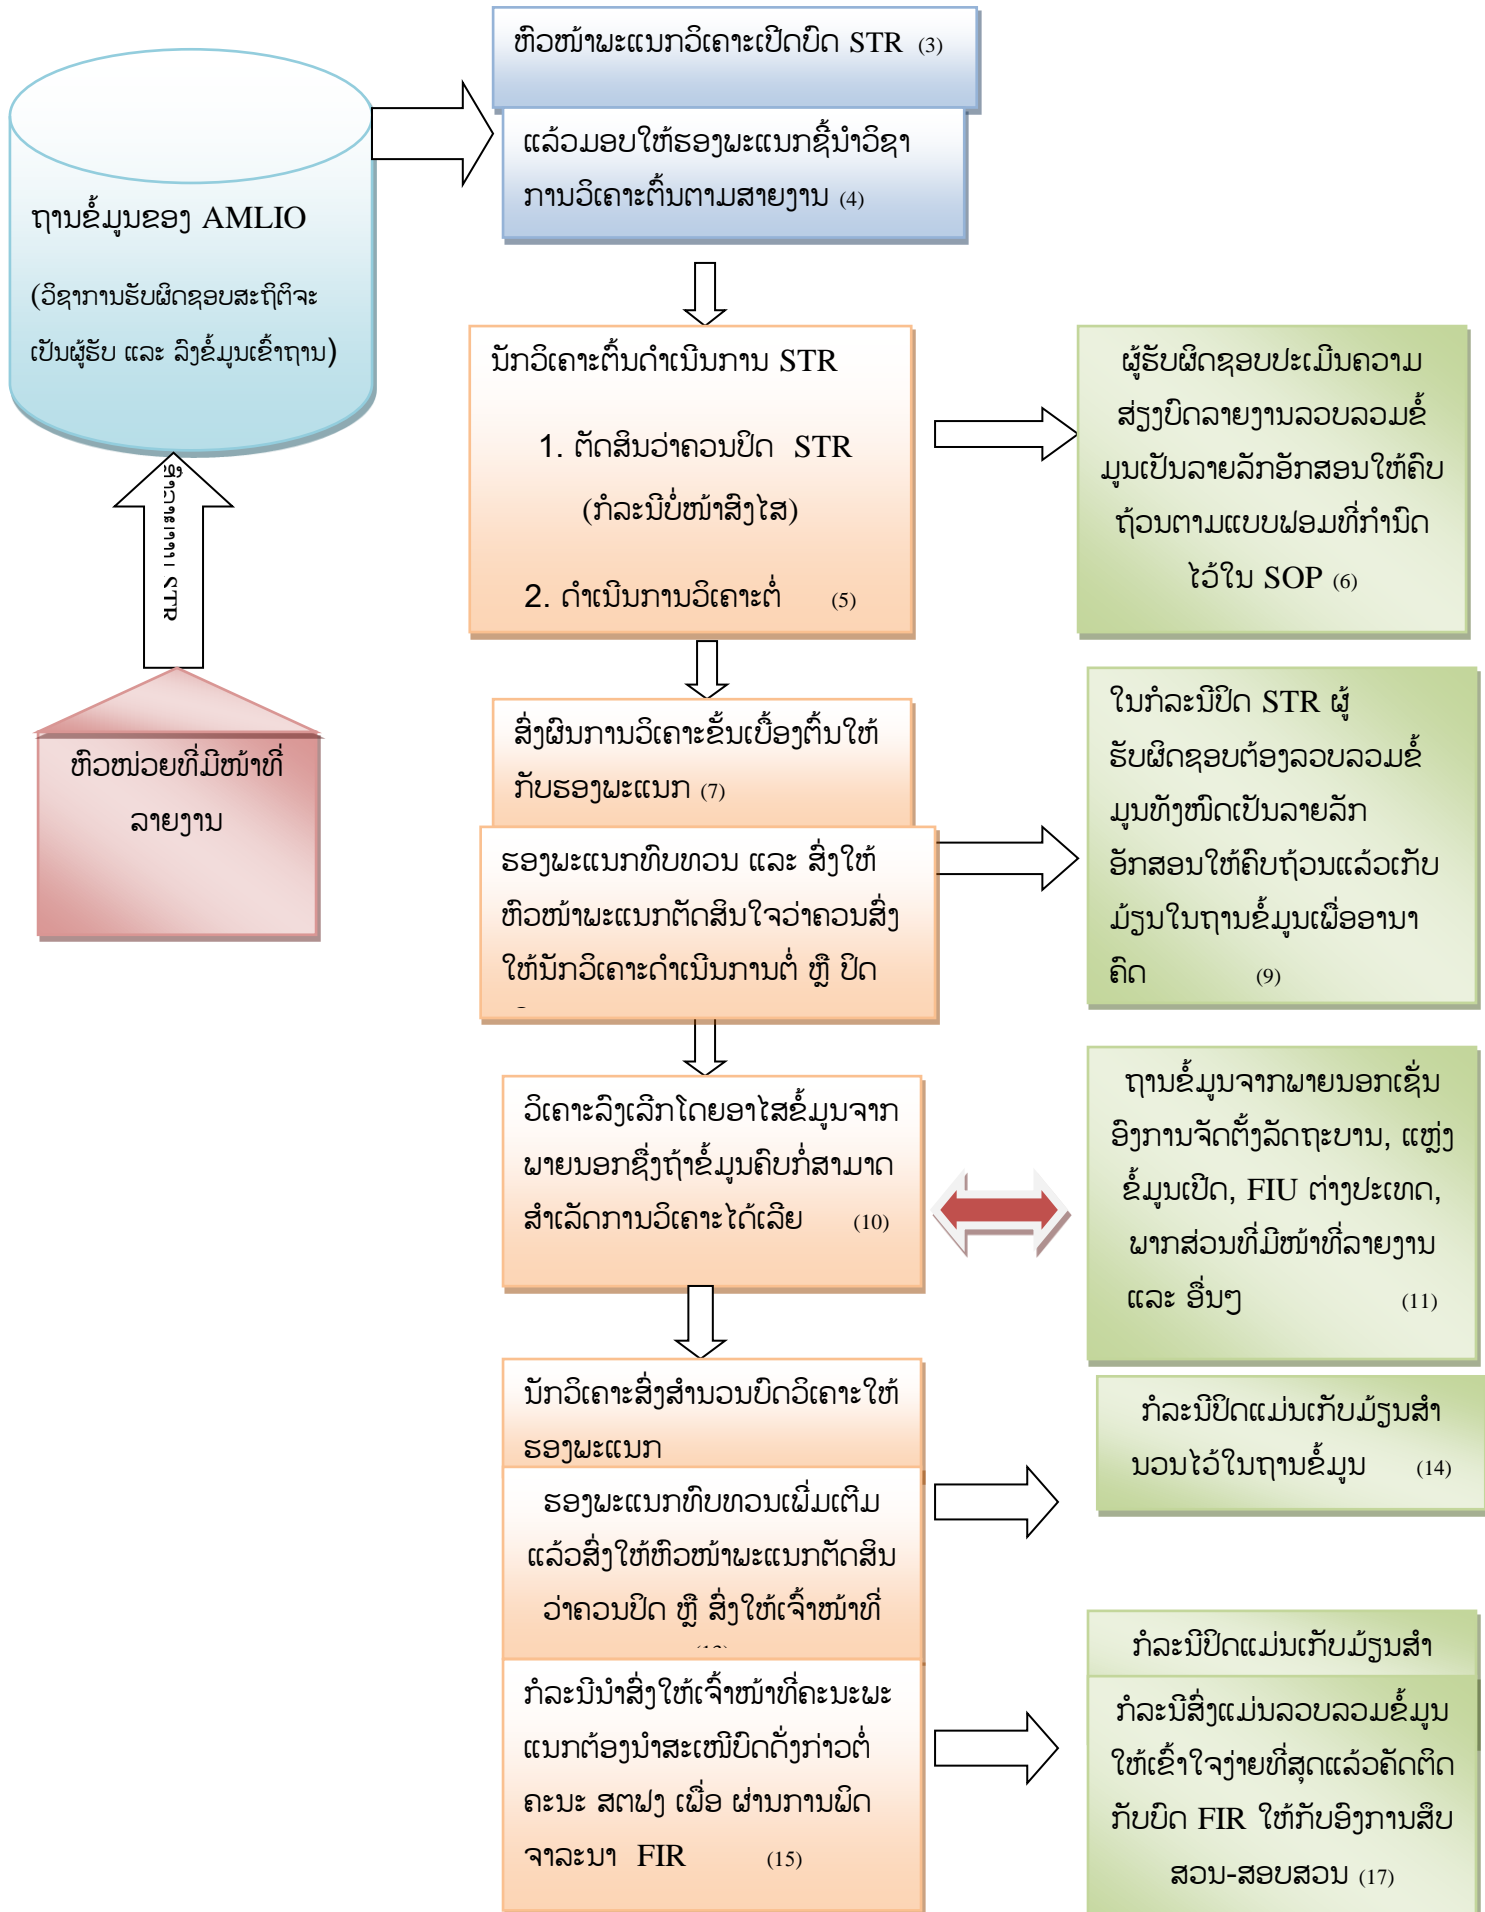 ຫົວໜ້າພະແນກວິເຄາະເປີດບົດ STR (3)
ແລ້ວມອບໃຫ້ຮອງພະແນກຊີ້ນຳວິຊາ
ການວິເຄາະຕົ້ນຕາມສາຍງານ (4)
ຖານຂໍ້ມູນຂອງ AMLIO
(ວິຊາການຮັບຜິດຊອບສະຖິຕິຈະ
ເປັນຜູ້ຮັບ ແລະ ລົງຂໍ້ມູນເຂົ້າຖານ)
STR
ຫົວໜ່ວຍທີ່ມີໜ້າທີ່
ລາຍງານ
ນັກວິເຄາະຕົ້ນດຳເນີນການ STR
1. ຕັດສິນວ່າຄວນປິດ STR
(ກໍລະນີບໍ່ໜ້າສົງໄສ)
2. ດຳເນີນການວິເຄາະຕໍ່ (5)
ຜູ້ຮັບຜິດຊອບປະເມີນຄວາມ
ສ່ຽງບົດລາຍງານລວບລວມຂໍ້
ມູນເປັນລາຍລັກອັກສອນໃຫ້ຄົບ
ຖ້ວນຕາມແບບຟອມທີ່ກຳນົດ
ໄວ້ໃນ SOP (6)
ສົ່ງຜົນການວິເຄາະຂັ້ນເບື້ອງຕົ້ນໃຫ້
ກັບຮອງພະແນກ (7)
ຮອງພະແນກທົບທວນ ແລະ ສົ່ງໃຫ້
ຫົວໜ້າພະແນກຕັດສິນໃຈວ່າຄວນສົ່ງ
ໃຫ້ນັກວິເຄາະດຳເນີນການຕໍ່ ຫຼື ປິດ
ໃນກໍລະນີປິດ STR ຜູ້
ຮັບຜິດຊອບຕ້ອງລວບລວມຂໍ້
ມູນທັງໜົດເປັນລາຍລັກ
ອັກສອນໃຫ້ຄົບຖ້ວນແລ້ວເກັບ
ມ້ຽນໃນຖານຂໍ້ມູນເພື່ອອານາ
ຄົດ (9)
ວິເຄາະລົງເລິກໂດຍອາໄສຂໍ້ມູນຈາກ
ພາຍນອກຊຶ່ງຖ້າຂໍ້ມູນຄົບກໍ່ສາມາດ
ສຳເລັດການວິເຄາະໄດ້ເລີຍ (10)
ຖານຂໍ້ມູນຈາກພາຍນອກເຊັ່ນ
ອົງການຈັດຕັ້ງລັດຖະບານ, ແຫຼ່ງ
ຂໍ້ມູນເປີດ, FIU ຕ່າງປະເທດ,
ພາກສ່ວນທີ່ມີໜ້າທີ່ລາຍງານ
ແລະ ອື່ນໆ (11)
ນັກວິເຄາະສົ່ງສຳນວນບົດວິເຄາະໃຫ້
ຮອງພະແນກ
ຮອງພະແນກທົບທວນເພີ່ມເຕີມ
ແລ້ວສົ່ງໃຫ້ຫົວໜ້າພະແນກຕັດສິນ
ວ່າຄວນປິດ ຫຼື ສົ່ງໃຫ້ເຈົ້າໜ້າທີ່
ກໍລະນີປິດແມ່ນເກັບມ້ຽນສຳ
ນວນໄວ້ໃນຖານຂໍ້ມູນ (14)
ກໍລະນີນຳສົ່ງໃຫ້ເຈົ້າໜ້າທີ່ຄະນະພະ
ແນກຕ້ອງນຳສະເໜີບົດດັ່ງກ່າວຕໍ່
ຄະນະ ສຕຟງ ເພື່ອ ຜ່ານການພິດ
ຈາລະນາ FIR (15)
ກໍລະນີປິດແມ່ນເກັບມ້ຽນສຳ
ກໍລະນີສົ່ງແມ່ນລວບລວມຂໍ້ມູນ
ໃຫ້ເຂົ້າໃຈງ່າຍທີ່ສຸດແລ້ວຄັດຕິດ
ກັບບົດ FIR ໃຫ້ກັບອົງການສືບ
ສວນ-ສອບສວນ (17)